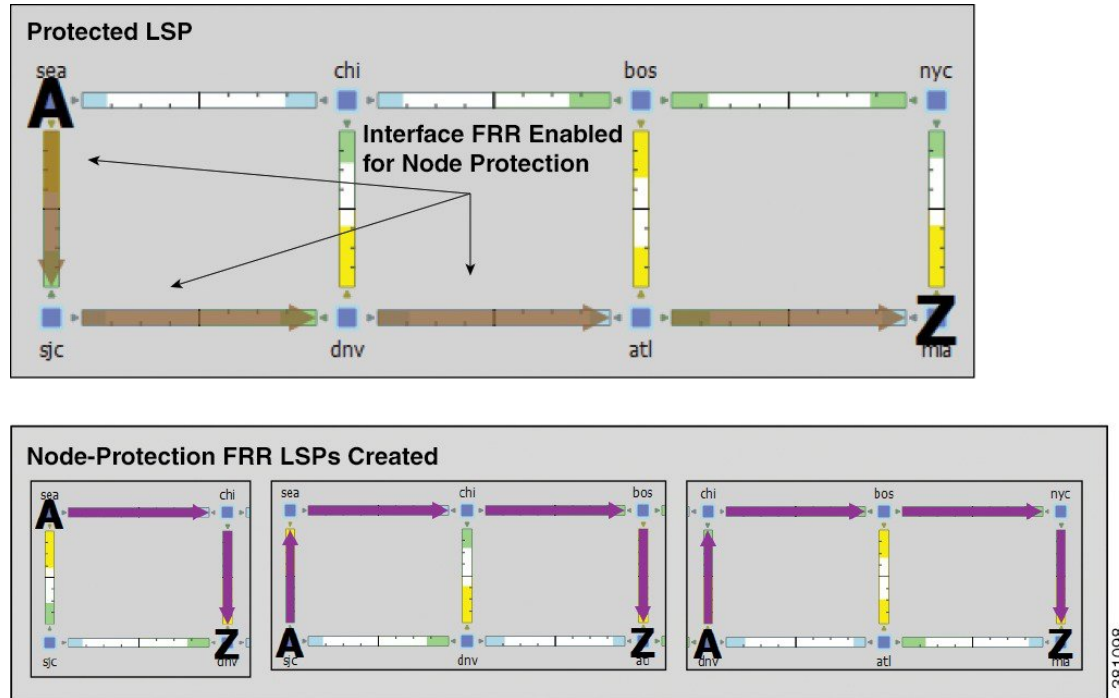 Protected LSP
sea
chi
bos
nyc
A
Interface FRR Enabled
for Node Protection
Z
sjc
dnv
atl
mia
Node-Protection FRR LSPs Created
sea
chi
A
Z
sjc
dnv
sea
chi
bos
A
Z
sjc
dnv
atl
chi
bos
nyc
A
Z
dnv
atl
mia
381098